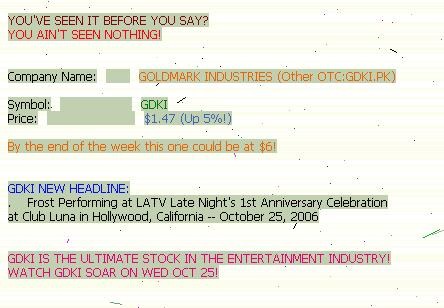 YOU'VE SEEN IT BEFORE YOU SAY?
YOU AIN'T SEEN NOTHING!
Company Name: GOLDMARK INDUSTRIES (Other OTC:GDKI.PK)
Symbol: GDKI
Price: $1.47 (Up 5%!)
By the end of the week this one could be at $6!
GDKI NEW HEADLINE:
. Frost Performing at LATV Late Night's 1st Anniversary Celebration
at Club Luna in Hollywood, California -- October 25, 2006
GDKI IS THE ULTIMATE STOCK IN THE ENTERTAINMENT INDUSTRY!
WATCH GDKI SOAR ON WED OCT 25!